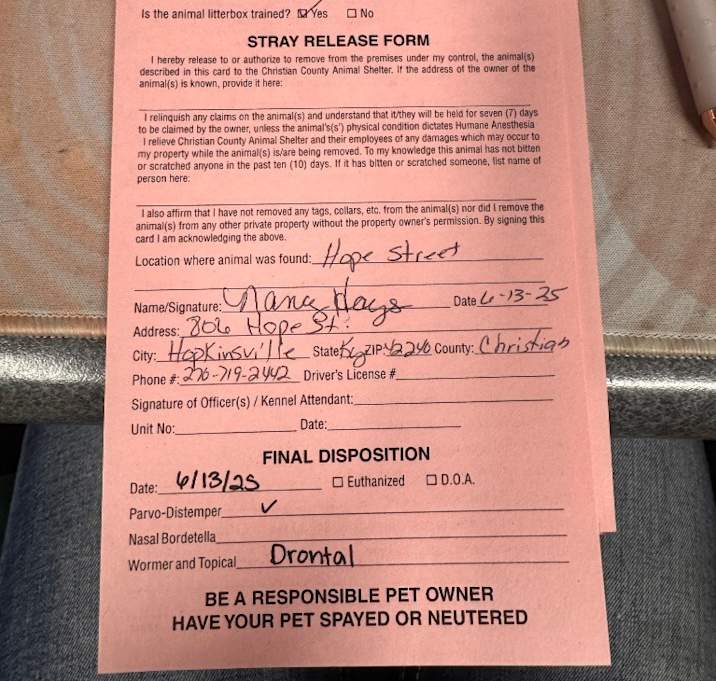 Is the animal litterbox trained? ☑ Yes ☐ No
STRAY RELEASE FORM
I hereby release to or authorize to remove from the premises under my control, the animal(s)
described in this card to the Christian County Animal Shelter. If the address of the owner of the
animal(s) is known, provide it here:
I relinquish any claims on the animal(s) and understand that it/they will be held for seven (7) days
to be claimed by the owner, unless the animal's(s') physical condition dictates Humane Anesthesia
I relieve Christian County Animal Shelter and their employees of any damages which may occur to
my property while the animal(s) is/are being removed. To my knowledge this animal has not bitten
or scratched anyone in the past ten (10) days. If it has bitten or scratched someone, list name of
person here:
I also affirm that I have not removed any tags, collars, etc. from the animal(s) nor did I remove the
animal(s) from any other private property without the property owner's permission. By signing this
card I am acknowledging the above.
Location where animal was found: Hope Street
Name/Signature: Hays Date 6-13-25
Address: 806 Hope St.
City: Hopkinsville State Ky ZIP 42240 County: Christian
Phone #: 270-719-2442 Driver's License #
Signature of Officer(s) / Kennel Attendant:
Unit No: Date:
FINAL DISPOSITION
Date: 6/13/25 ☐ Euthanized ☐ D.O.A.
Parvo-Distemper ✓
Nasal Bordetella
Wormer and Topical Drontal
BE A RESPONSIBLE PET OWNER
HAVE YOUR PET SPAYED OR NEUTERED